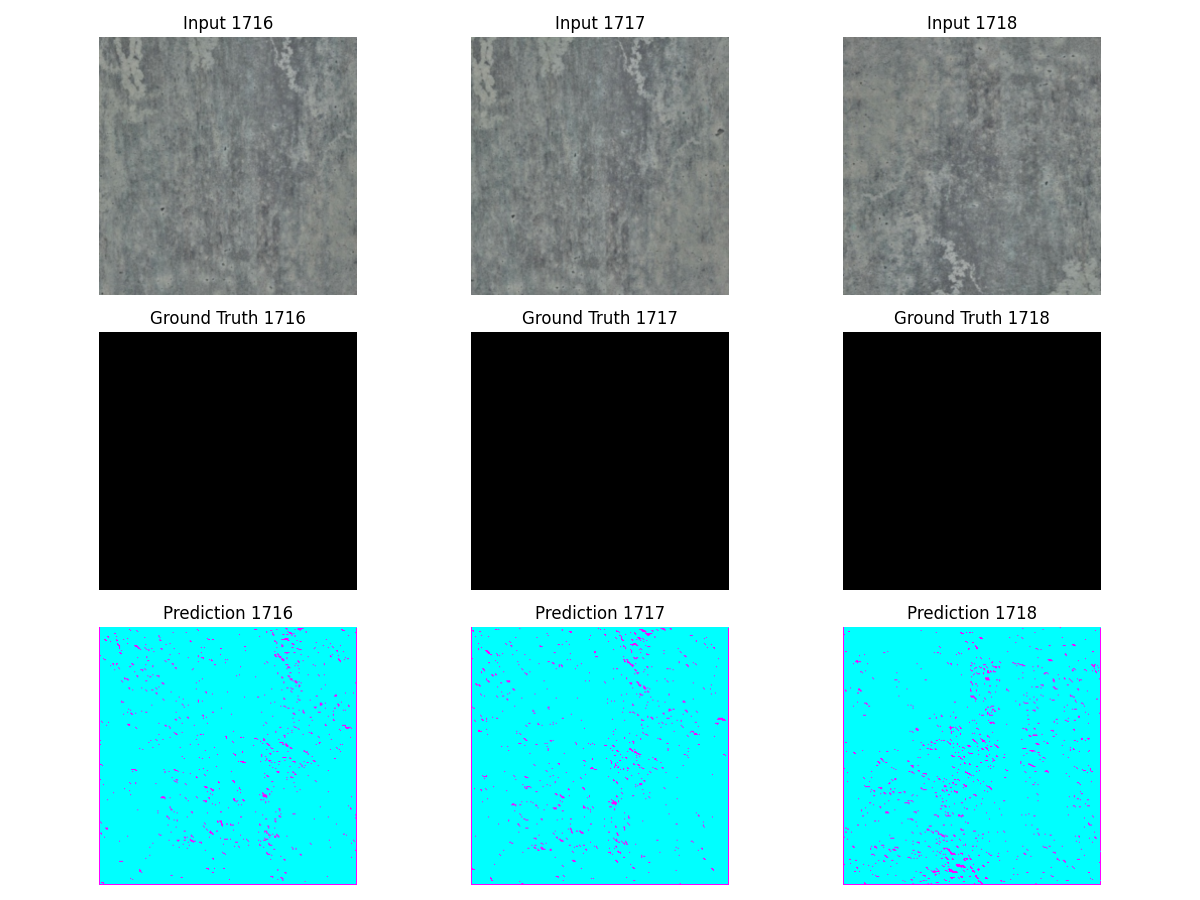 Input 1716
Input 1717
Input 1718
Ground Truth 1716
Ground Truth 1717
Ground Truth 1718
Prediction 1716
Prediction 1717
Prediction 1718